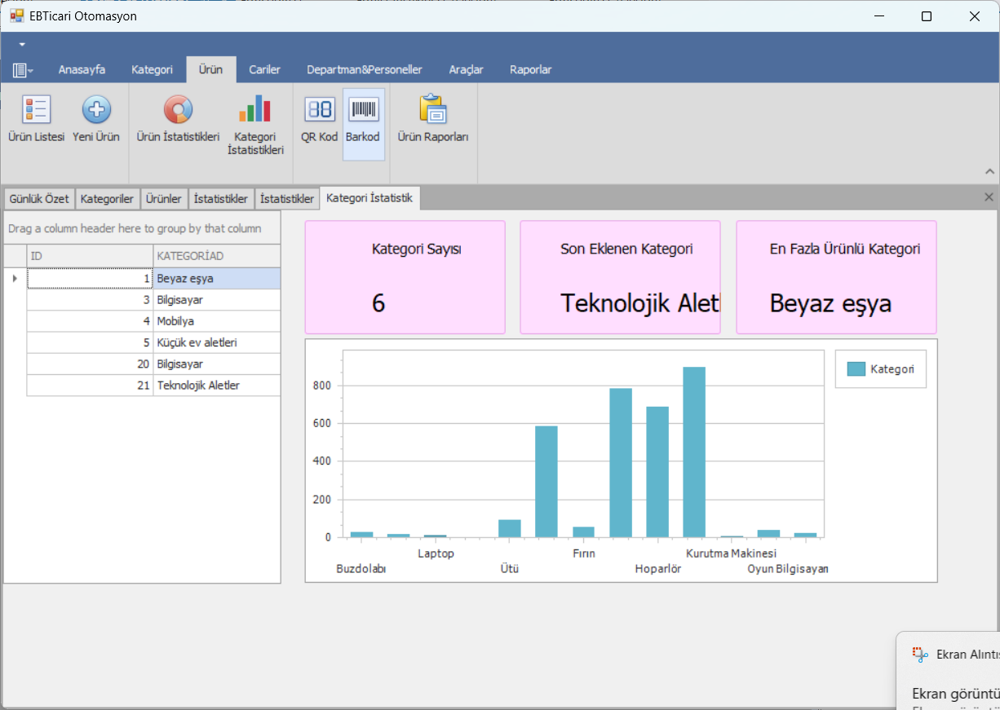 EBTicari Otomasyon
Anasayfa Kategori Ürün Cariler Departman&Personeller Araçlar Raporlar
Ürün Listesi Yeni Ürün Ürün İstatistikleri Kategori İstatistikleri QR Kod Barkod Ürün Raporları
Günlük Özet Kategoriler Ürünler İstatistikler İstatistikler Kategori İstatistik
Drag a column header here to group by that column
ID KATEGORİAD
1 Beyaz eşya
3 Bilgisayar
4 Mobilya
5 Küçük ev aletleri
20 Bilgisayar
21 Teknolojik Aletler
Kategori Sayısı
6
Son Eklenen Kategori
Teknolojik Aletl
En Fazla Ürünlü Kategori
Beyaz eşya
800
600
400
200
0
Laptop Fırın Kurutma Makinesi
Buzdolabı Ütü Hoparlör Oyun Bilgisayarı
Kategori
Ekran Alıntıs
Ekran görüntü